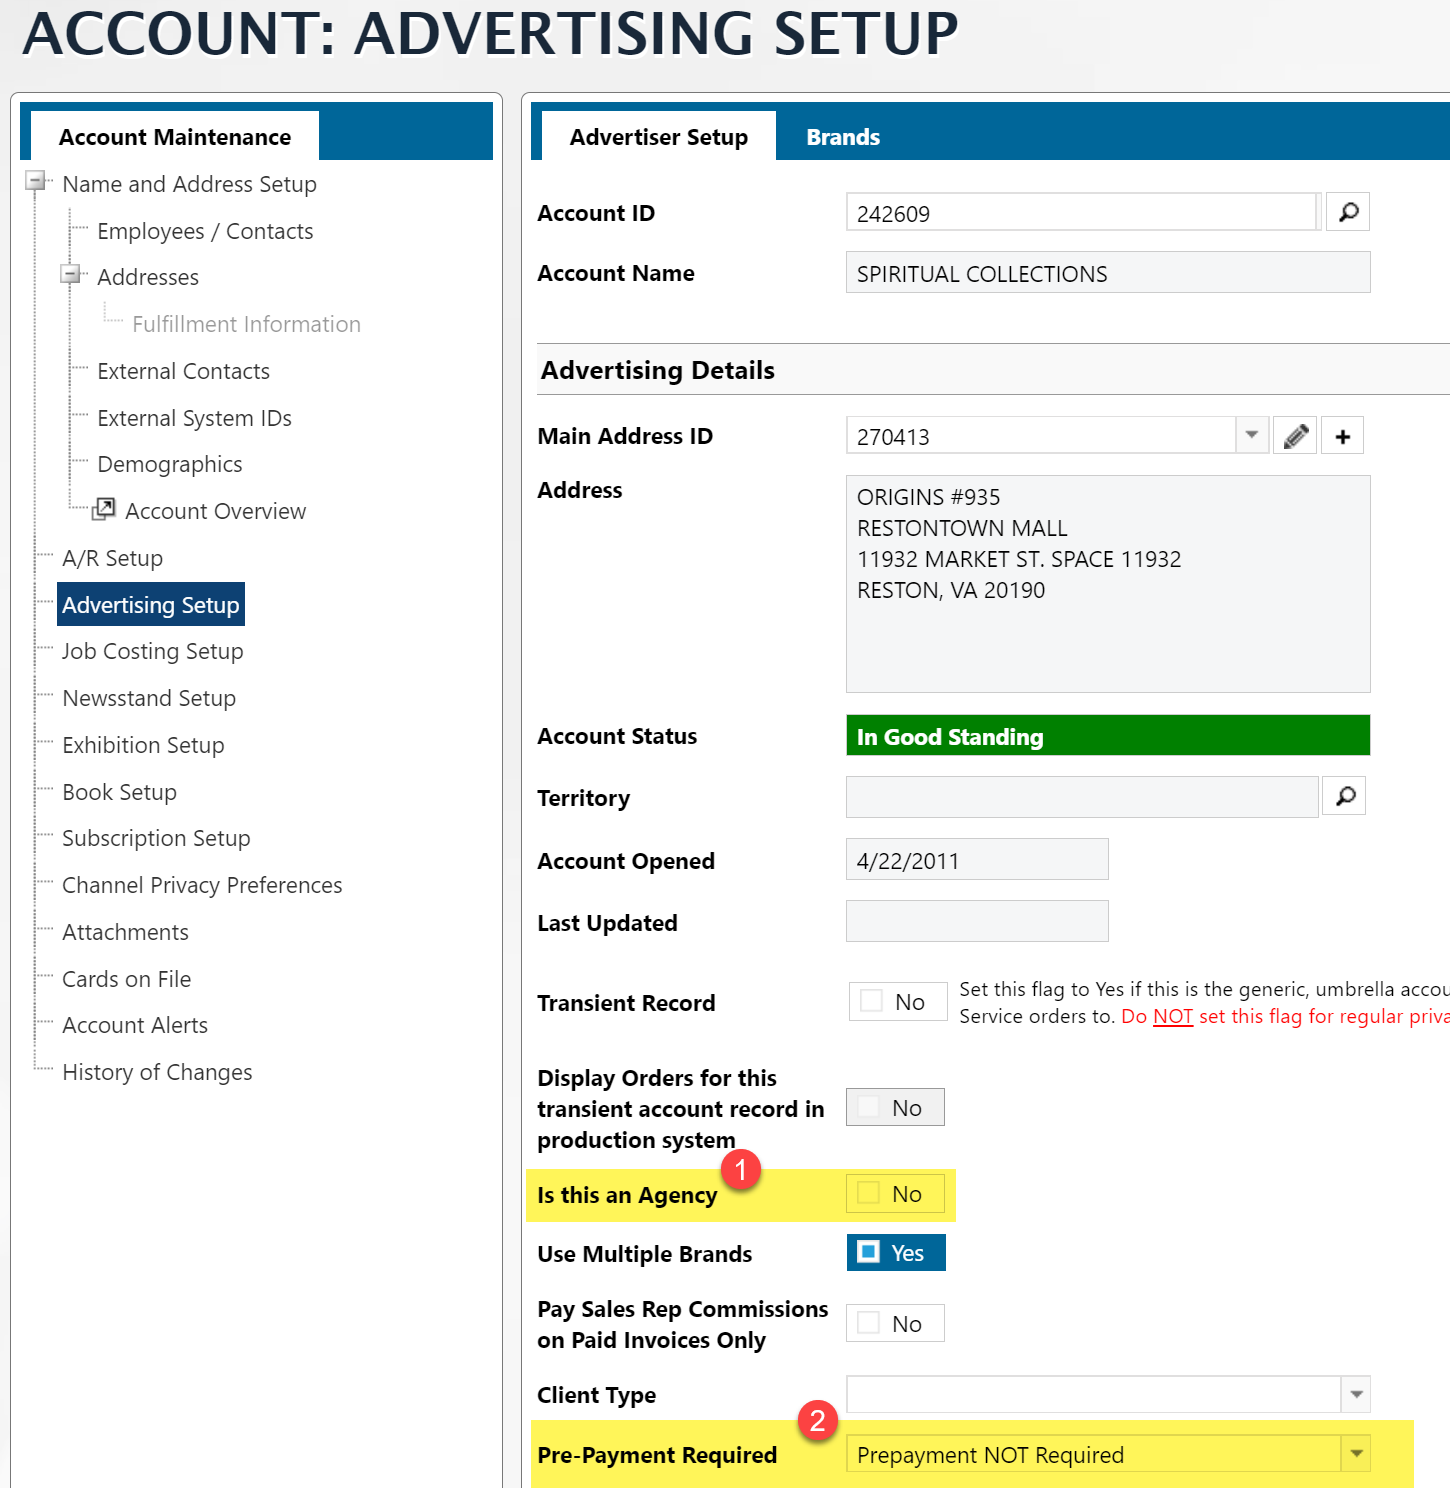 ACCOUNT: ADVERTISING SETUP
Account Maintenance
Name and Address Setup
Employees / Contacts
Addresses
Fulfillment Information
External Contacts
External System IDs
Demographics
Account Overview
A/R Setup
Advertising Setup
Job Costing Setup
Newsstand Setup
Exhibition Setup
Book Setup
Subscription Setup
Channel Privacy Preferences
Attachments
Cards on File
Account Alerts
History of Changes
Advertiser Setup
Brands
Account ID
242609
Account Name
SPIRITUAL COLLECTIONS
Advertising Details
Main Address ID
270413
Address
ORIGINS #935
RESTONTOWN MALL
11932 MARKET ST. SPACE 11932
RESTON, VA 20190
Account Status
In Good Standing
Territory
Account Opened
4/22/2011
Last Updated
Transient Record
No
Set this flag to Yes if this is the generic, umbrella accou
Service orders to. Do NOT set this flag for regular priva
Display Orders for this
transient account record in
production system
No
1
Is this an Agency
No
Use Multiple Brands
Yes
Pay Sales Rep Commissions
on Paid Invoices Only
No
Client Type
2
Pre-Payment Required
Prepayment NOT Required